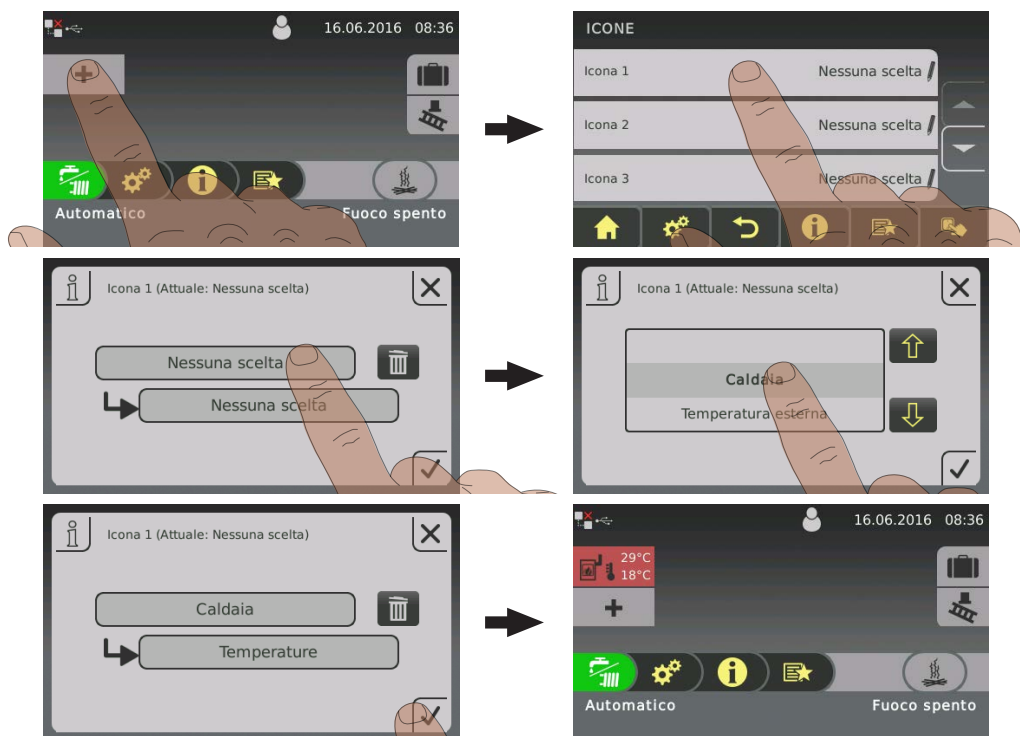 16.06.2016 08:36
Automatico Fuoco spento
ICONE
Icona 1 Nessuna scelta
Icona 2 Nessuna scelta
Icona 3 Nessuna scelta
Icona 1 (Attuale: Nessuna scelta)
Nessuna scelta
Nessuna scelta
Icona 1 (Attuale: Nessuna scelta)
Caldaia
Temperatura esterna
Icona 1 (Attuale: Nessuna scelta)
Caldaia
Temperature
16.06.2016 08:36
29°C
18°C
Automatico Fuoco spento